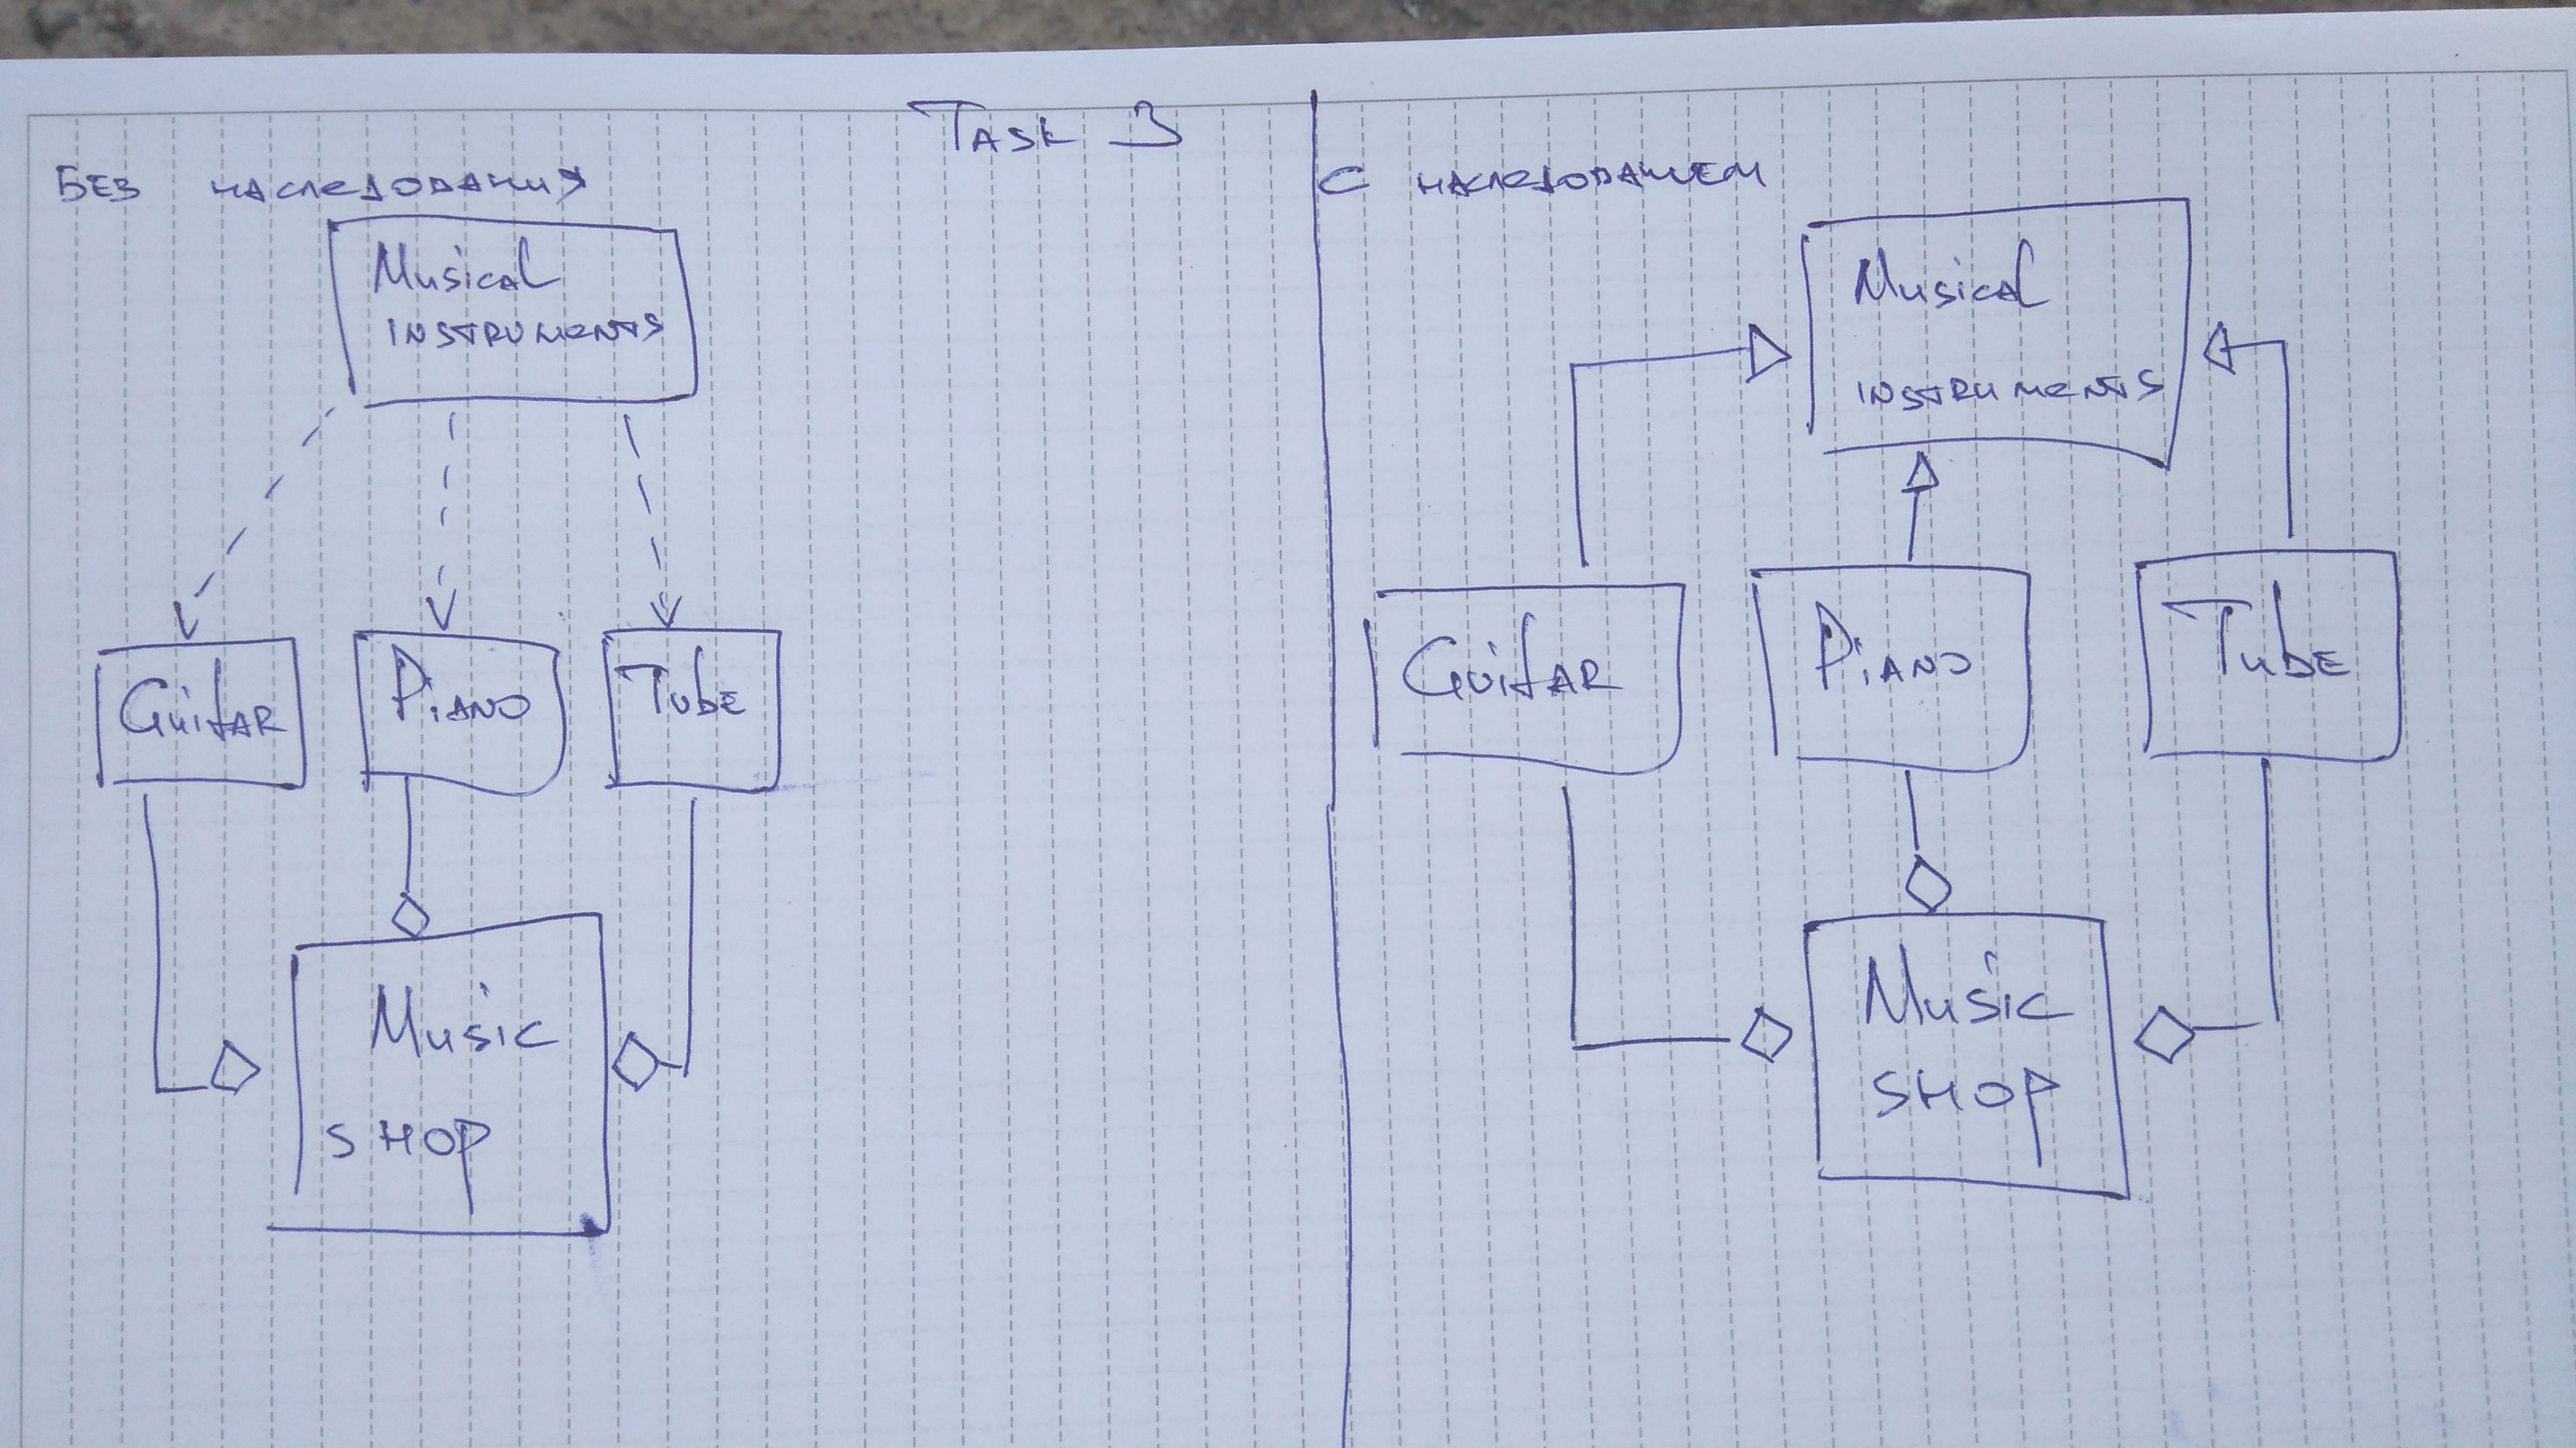 Task 3
Без наследования
Musical
instruments
Guitar
Piano
Tube
Music
Shop
С наследованием
Musical
instruments
Guitar
Piano
Tube
Music
Shop